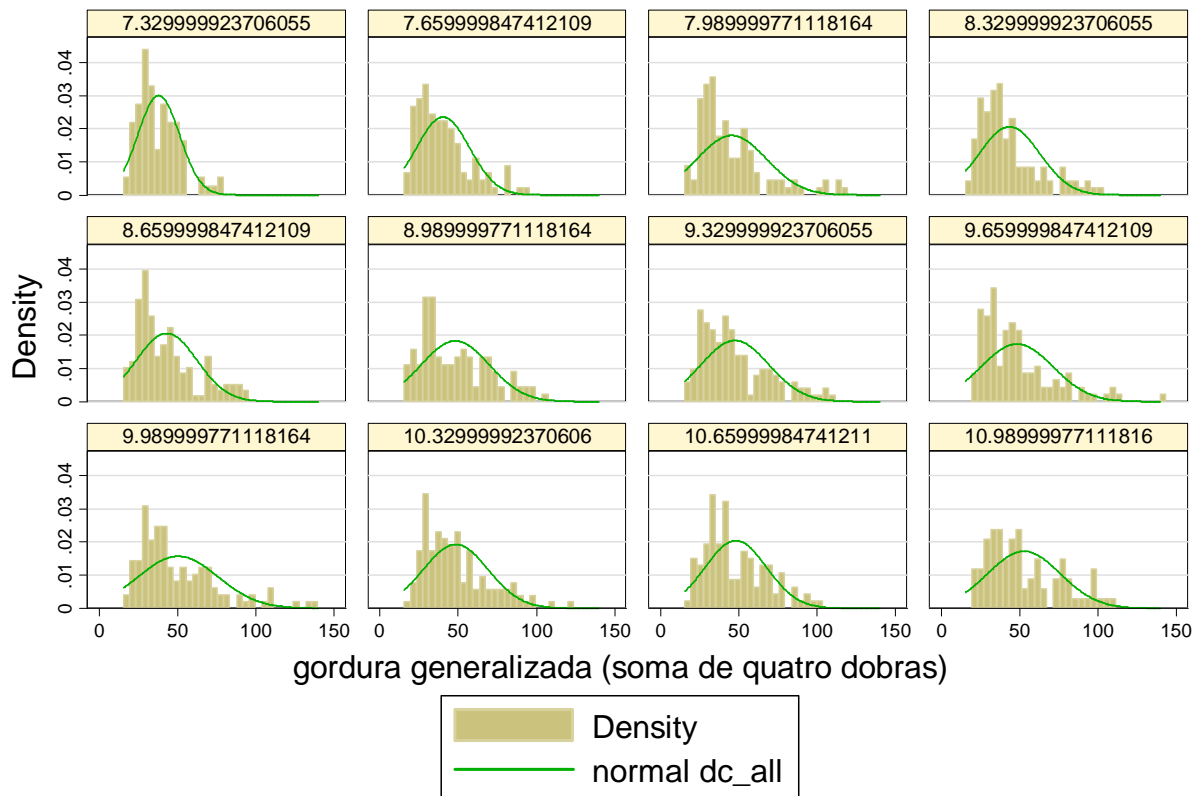 7.329999923706055 7.659999847412109 7.989999771118164 8.329999923706055
0 .01 .02 .03 .04
8.659999847412109 8.989999771118164 9.329999923706055 9.659999847412109
0 .01 .02 .03 .04
9.989999771118164 10.32999992370606 10.65999984741211 10.98999977111816
0 .01 .02 .03 .04
0 50 100 150 0 50 100 150 0 50 100 150 0 50 100 150
Density
gordura generalizada (soma de quatro dobras)
Density
normal dc_all